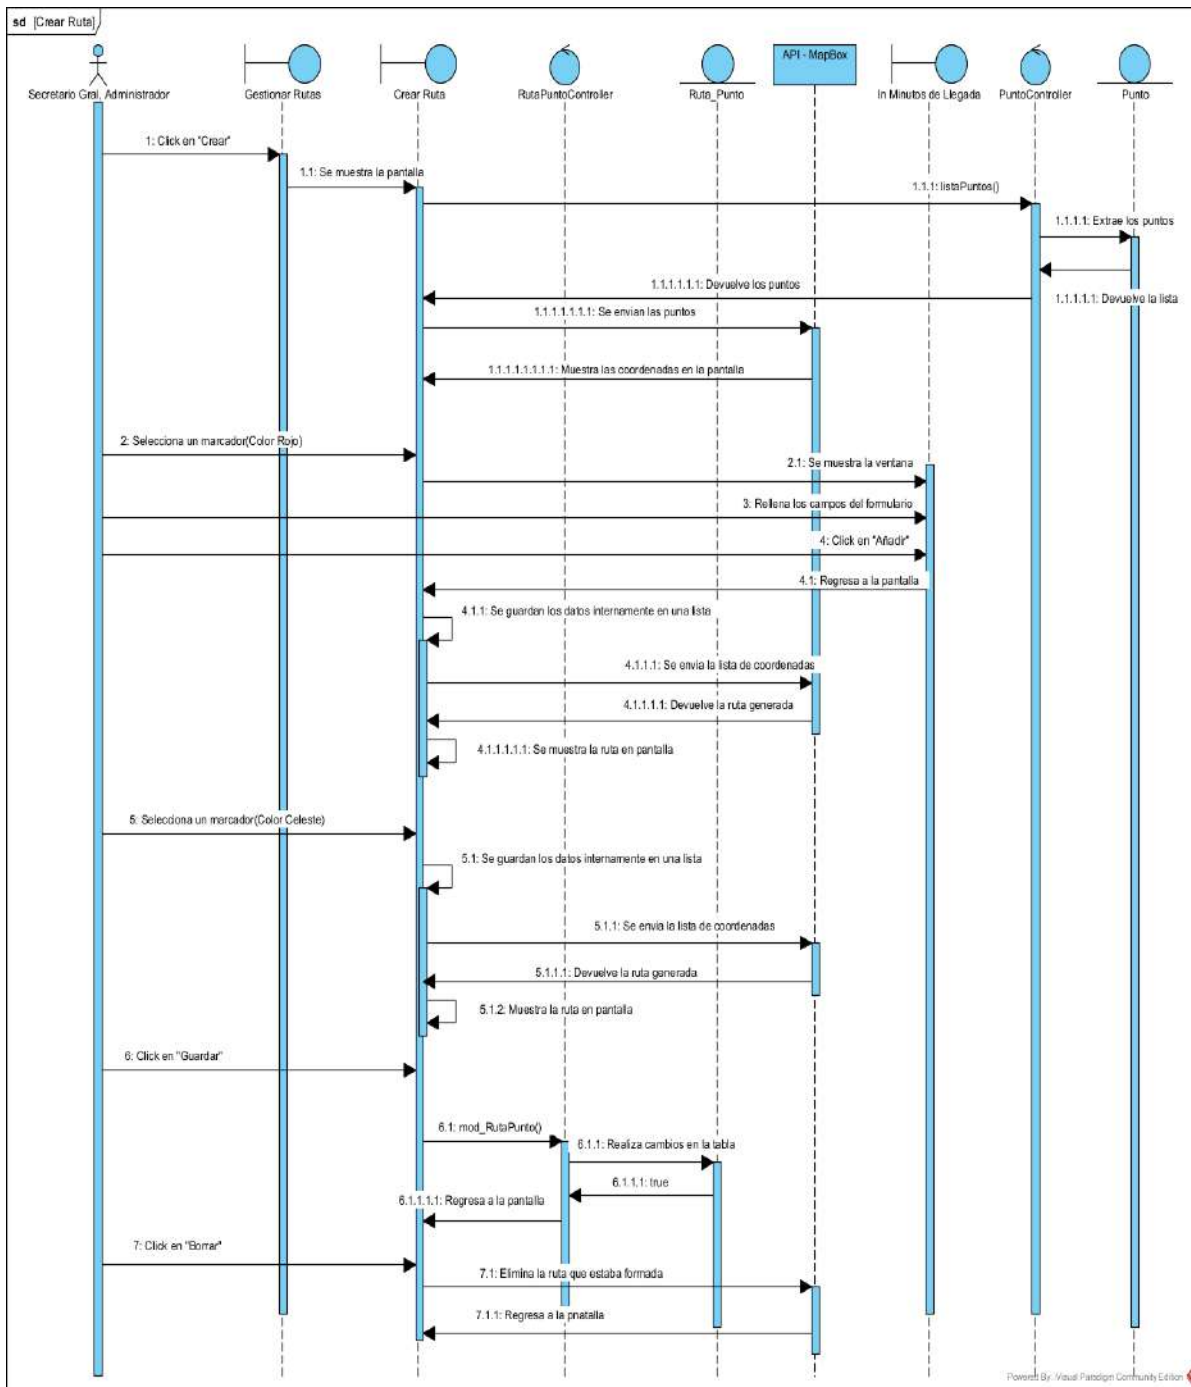 sd [Crear Ruta]
API - MapBox
Secretario Gral, Administrador
Gestionar Rutas
Crear Ruta
RutaPuntoController
Ruta_Punto
In Minutos de Llegada
PuntoController
Punto
1: Click en "Crear"
1.1: Se muestra la pantalla
1.1.1: listaPuntos()
1.1.1.1: Extrae los puntos
1.1.1.1.1.1: Devuelve los puntos
1.1.1.1.1: Devuelve la lista
1.1.1.1.1.1.1: Se envian las puntos
1.1.1.1.1.1.1.1: Muestra las coordenadas en la pantalla
2: Selecciona un marcador(Color Rojo)
2.1: Se muestra la ventana
3: Rellena los campos del formulario
4: Click en "Añadir"
4.1: Regresa a la pantalla
4.1.1: Se guardan los datos internamente en una lista
4.1.1.1: Se envia la lista de coordenadas
4.1.1.1.1: Devuelve la ruta generada
4.1.1.1.1.1: Se muestra la ruta en pantalla
5: Selecciona un marcador(Color Celeste)
5.1: Se guardan los datos internamente en una lista
5.1.1: Se envia la lista de coordenadas
5.1.1.1: Devuelve la ruta generada
5.1.2: Muestra la ruta en pantalla
6: Click en "Guardar"
6.1: mod_RutaPunto()
6.1.1: Realiza cambios en la tabla
6.1.1.1: true
6.1.1.1.1: Regresa a la pantalla
7: Click en "Borrar"
7.1: Elimina la ruta que estaba formada
7.1.1: Regresa a la pnatalla
Powered By: Visual Paradigm Community Edition